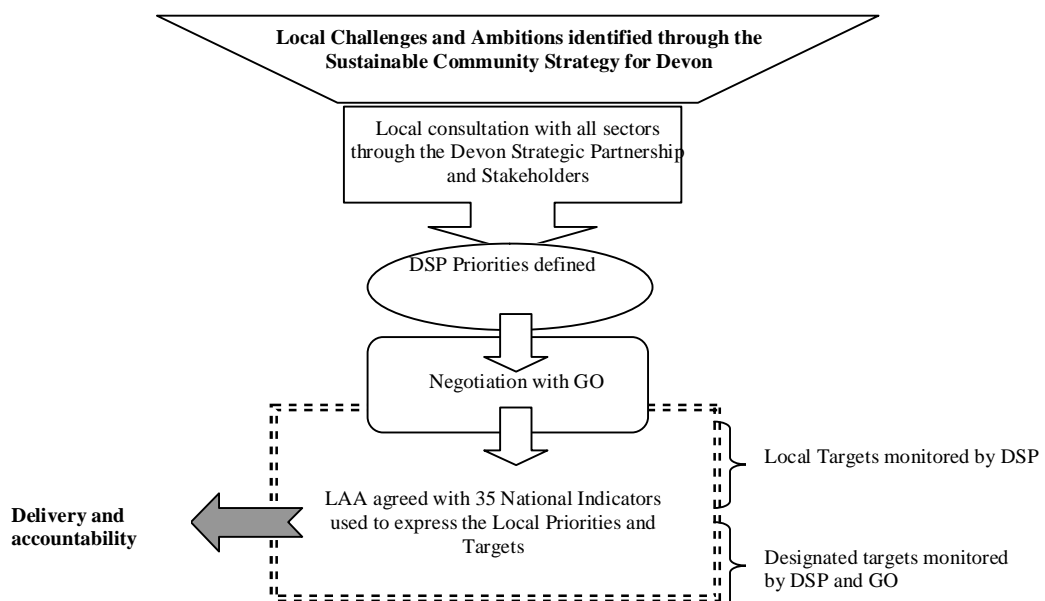 Local Challenges and Ambitions identified through the
Sustainable Community Strategy for Devon
Local consultation with all sectors
through the Devon Strategic Partnership
and Stakeholders
DSP Priorities defined
Negotiation with GO
Local Targets monitored by DSP
LAA agreed with 35 National Indicators
used to express the Local Priorities and
Targets
Delivery and
accountability
Designated targets monitored
by DSP and GO